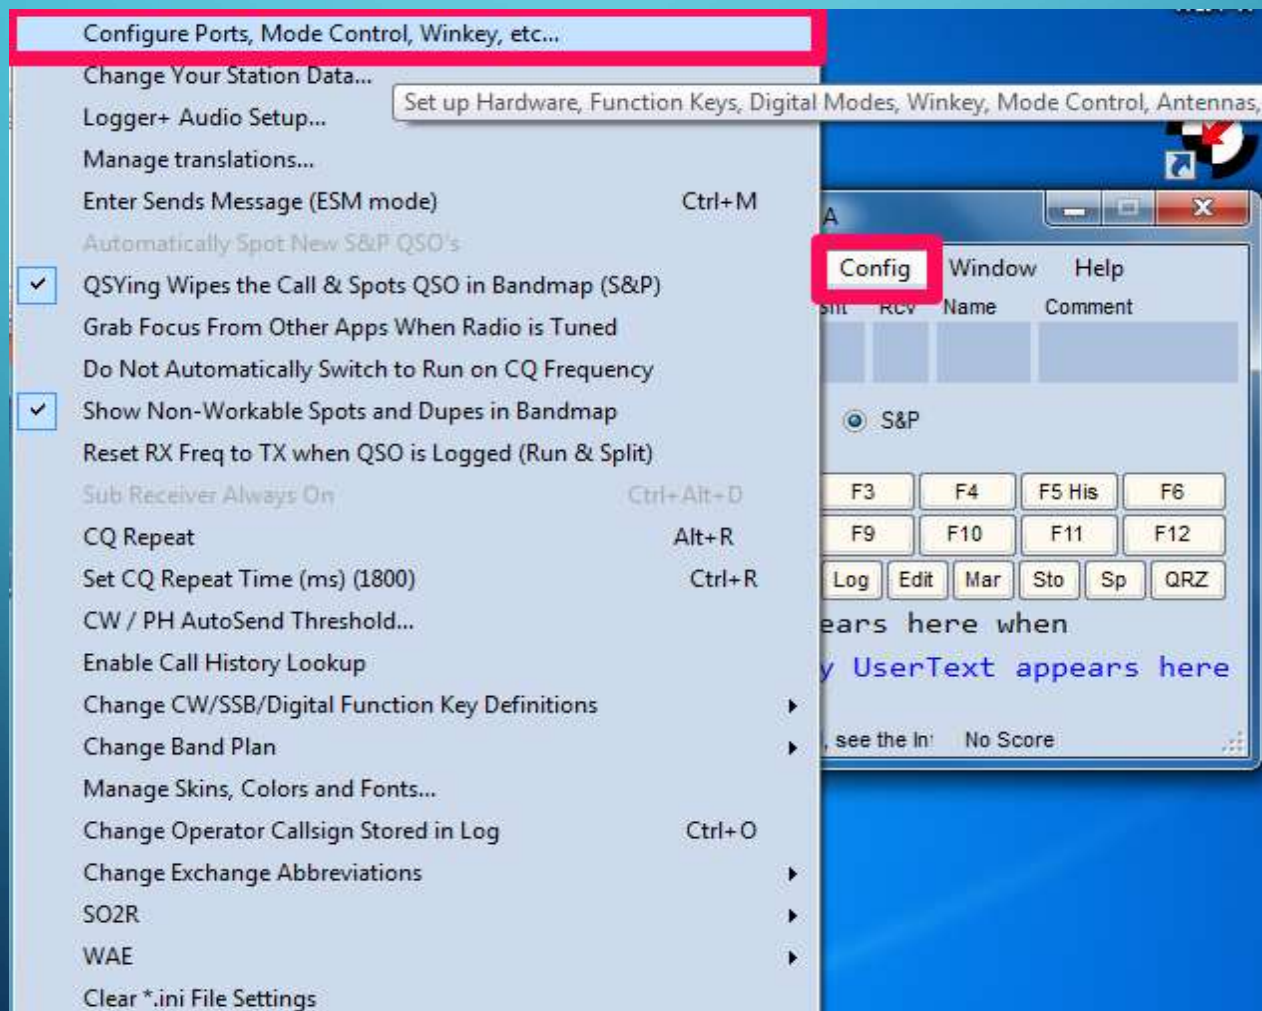 Configure Ports, Mode Control, Winkey, etc...
Change Your Station Data...
Set up Hardware, Function Keys, Digital Modes, Winkey, Mode Control, Antennas,
Logger+ Audio Setup...
Manage translations...
Enter Sends Message (ESM mode) Ctrl+M
Automatically Spot New S&P QSO's
QSYing Wipes the Call & Spots QSO in Bandmap (S&P)
Grab Focus From Other Apps When Radio is Tuned
Do Not Automatically Switch to Run on CQ Frequency
Show Non-Workable Spots and Dupes in Bandmap
Reset RX Freq to TX when QSO is Logged (Run & Split)
Sub Receiver Always On Ctrl+Alt+D
CQ Repeat Alt+R
Set CQ Repeat Time (ms) (1800) Ctrl+R
CW / PH AutoSend Threshold...
Enable Call History Lookup
Change CW/SSB/Digital Function Key Definitions
Change Band Plan
Manage Skins, Colors and Fonts...
Change Operator Callsign Stored in Log Ctrl+O
Change Exchange Abbreviations
SO2R
WAE
Clear *.ini File Settings
A
Config Window Help
Snt Rcv Name Comment
S&P
F3 F4 F5 His F6
F9 F10 F11 F12
Log Edit Mar Sto Sp QRZ
ears here when
y UserText appears here
, see the In No Score